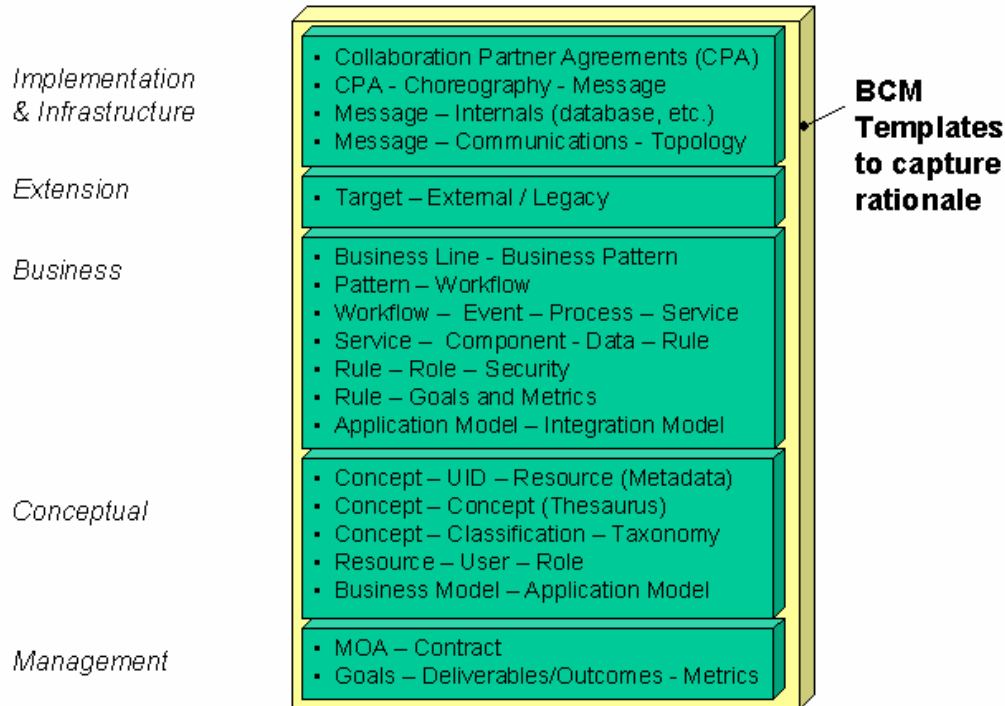 Implementation
& Infrastructure
▪ Collaboration Partner Agreements (CPA)
▪ CPA - Choreography - Message
▪ Message – Internals (database, etc.)
▪ Message – Communications - Topology
BCM
Templates
to capture
rationale
Extension
▪ Target – External / Legacy
Business
▪ Business Line - Business Pattern
▪ Pattern – Workflow
▪ Workflow – Event – Process – Service
▪ Service – Component - Data – Rule
▪ Rule – Role – Security
▪ Rule – Goals and Metrics
▪ Application Model – Integration Model
Conceptual
▪ Concept – UID – Resource (Metadata)
▪ Concept – Concept (Thesaurus)
▪ Concept – Classification – Taxonomy
▪ Resource – User – Role
▪ Business Model – Application Model
Management
▪ MOA – Contract
▪ Goals – Deliverables/Outcomes - Metrics